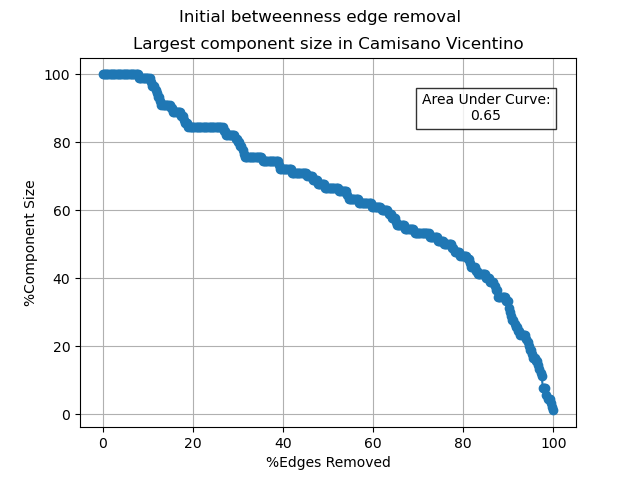 Initial betweenness edge removal
Largest component size in Camisano Vicentino
Area Under Curve:
0.65
%Component Size
100
80
60
40
20
0
0 20 40 60 80 100
%Edges Removed